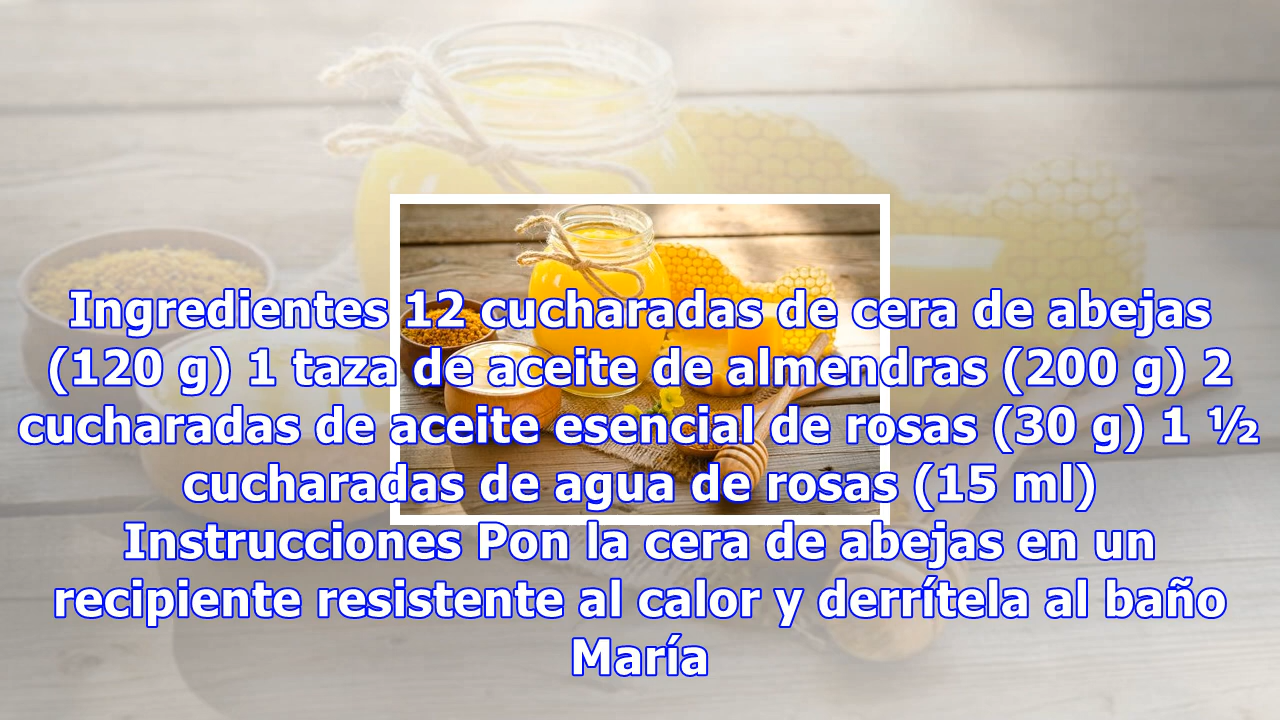 Ingredientes 12 cucharadas de cera de abejas
(120 g) 1 taza de aceite de almendras (200 g) 2
cucharadas de aceite esencial de rosas (30 g) 1 ½
cucharadas de agua de rosas (15 ml)
Instrucciones Pon la cera de abejas en un
recipiente resistente al calor y derrítela al baño
María